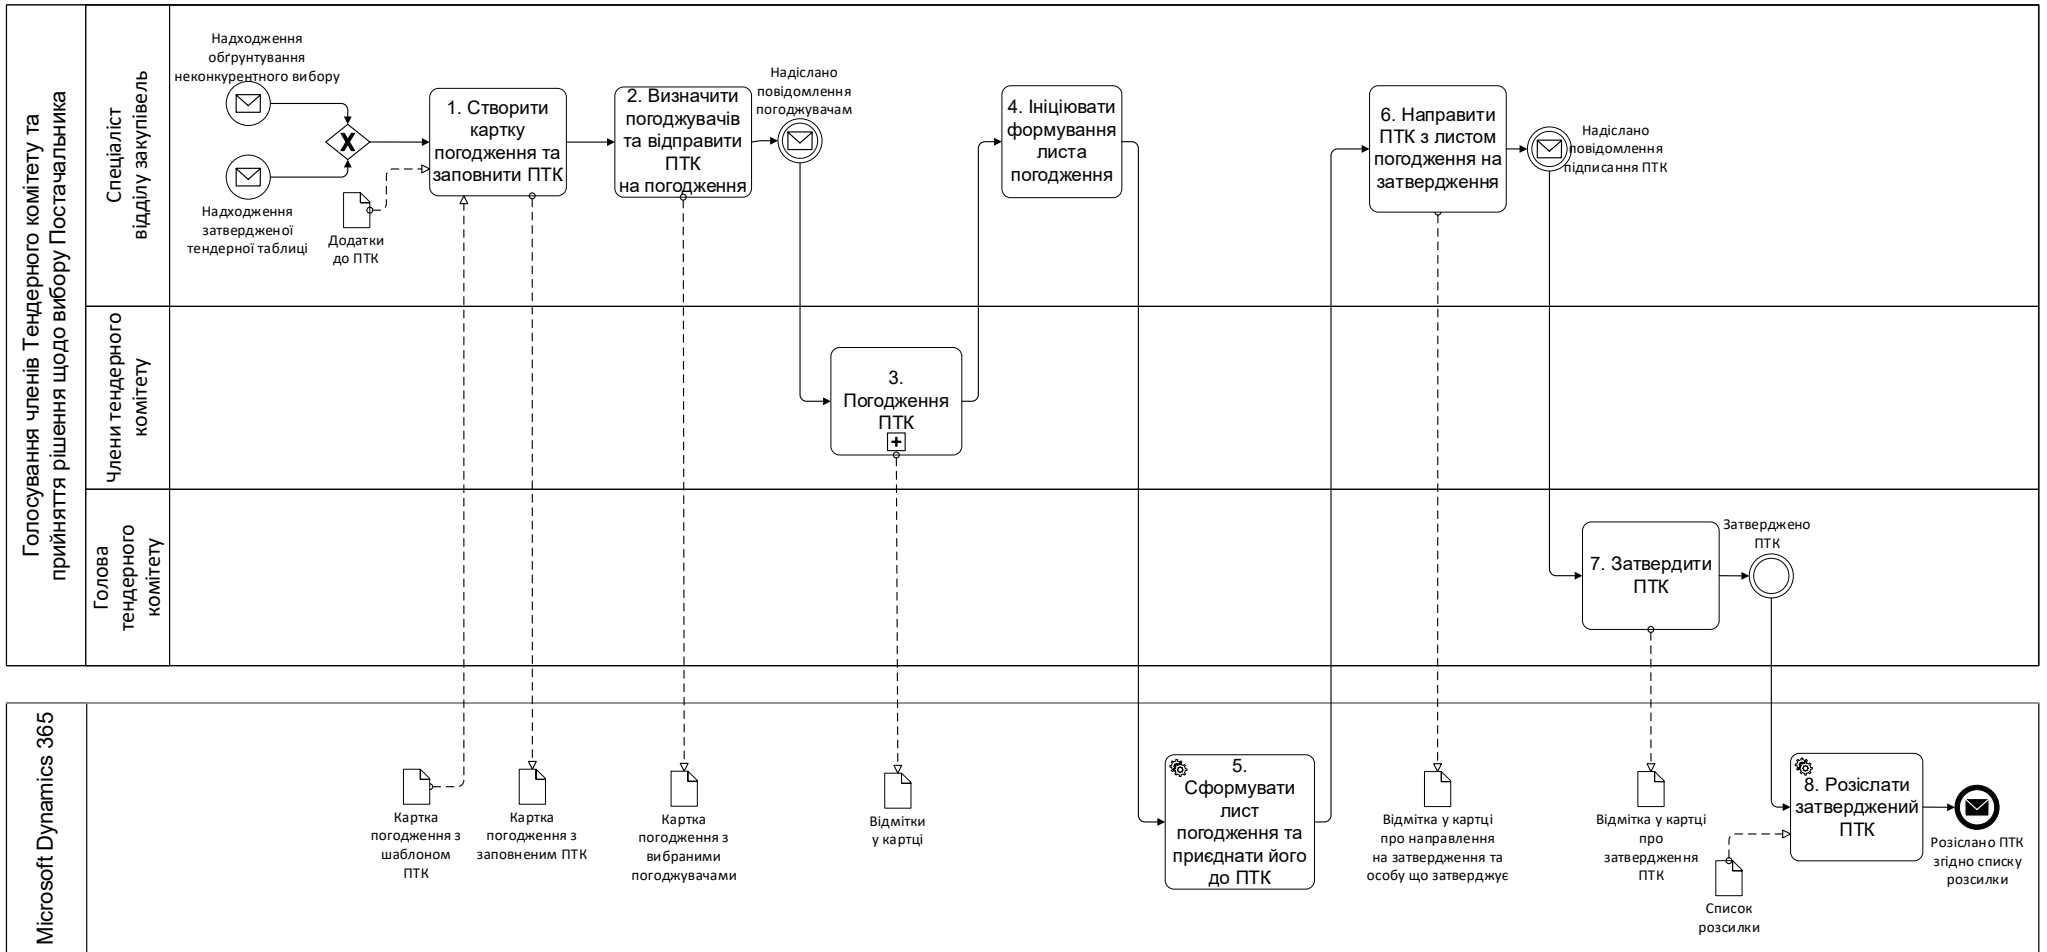 Голосування членів Тендерного комітету та
прийняття рішення щодо вибору Постачальника
Спеціаліст
відділу закупівель
Надходження
обґрунтування
неконкурентного вибору
X
Надходження
затвердженої
тендерної таблиці
Додатки
до ПТК
1. Створити
картку
погодження та
заповнити ПТК
2. Визначити
погоджувачів
та відправити
ПТК
на погодження
Надіслано
повідомлення
погоджувачам
4. Ініціювати
формування
листа
погодження
6. Направити
ПТК з листом
погодження на
затвердження
Надіслано
повідомлення
підписання ПТК
Члени тендерного
комітету
3.
Погодження
ПТК
Голова
тендерного
комітету
7. Затвердити
ПТК
Затверджено
ПТК
Microsoft Dynamics 365
Картка
погодження з
шаблоном
ПТК
Картка
погодження з
заповненим ПТК
Картка
погодження з
вибраними
погоджувачами
Відмітки
у картці
5.
Сформувати
лист
погодження та
приєднати його
до ПТК
Відмітка у картці
про направлення
на затвердження та
особу що затверджує
Відмітка у картці
про
затвердження
ПТК
Список
розсилки
8. Розіслати
затверджений
ПТК
Розіслано ПТК
згідно списку
розсилки